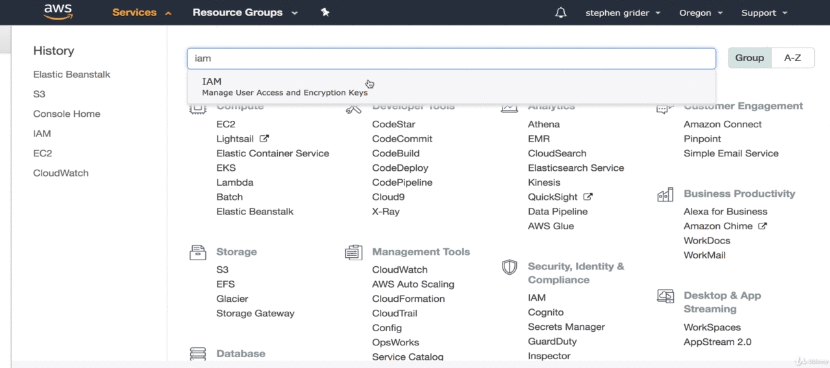 aws
Services
Resource Groups
stephen grider
Oregon
Support
History
Elastic Beanstalk
S3
Console Home
IAM
EC2
CloudWatch
iam
Group
A-Z
IAM
Manage User Access and Encryption Keys
Compute
EC2
Lightsail
Elastic Container Service
EKS
Lambda
Batch
Elastic Beanstalk
Storage
S3
EFS
Glacier
Storage Gateway
Database
Developer Tools
CodeStar
CodeCommit
CodeBuild
CodeDeploy
CodePipeline
Cloud9
X-Ray
Management Tools
CloudWatch
AWS Auto Scaling
CloudFormation
CloudTrail
Config
OpsWorks
Service Catalog
Analytics
Athena
EMR
CloudSearch
Elasticsearch Service
Kinesis
QuickSight
Data Pipeline
AWS Glue
Security, Identity &
Compliance
IAM
Cognito
Secrets Manager
GuardDuty
Inspector
Customer Engagement
Amazon Connect
Pinpoint
Simple Email Service
Business Productivity
Alexa for Business
Amazon Chime
WorkDocs
WorkMail
Desktop & App
Streaming
WorkSpaces
AppStream 2.0